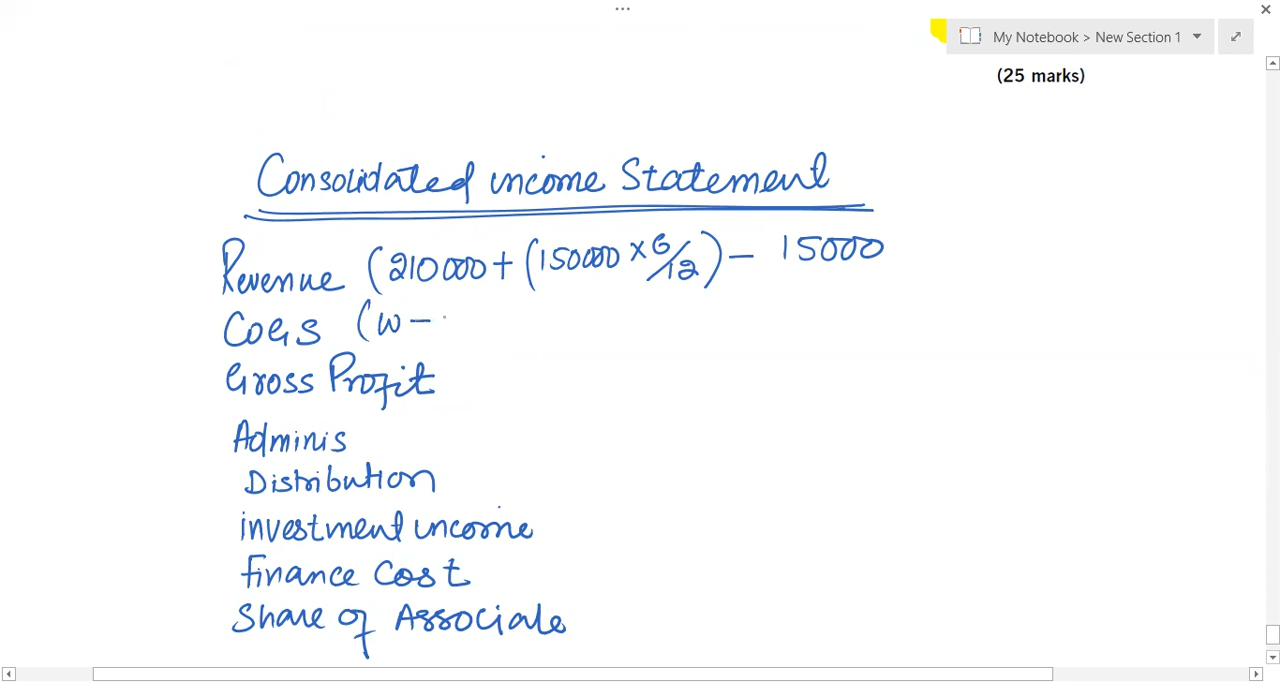 ...
My Notebook > New Section 1
(25 marks)
Consolidated income Statement
Revenue (210000 + (150000 × 6/12) - 15000
COGS (W -
Gross Profit
Adminis
Distribution
investment income
Finance Cost
Share of Associate